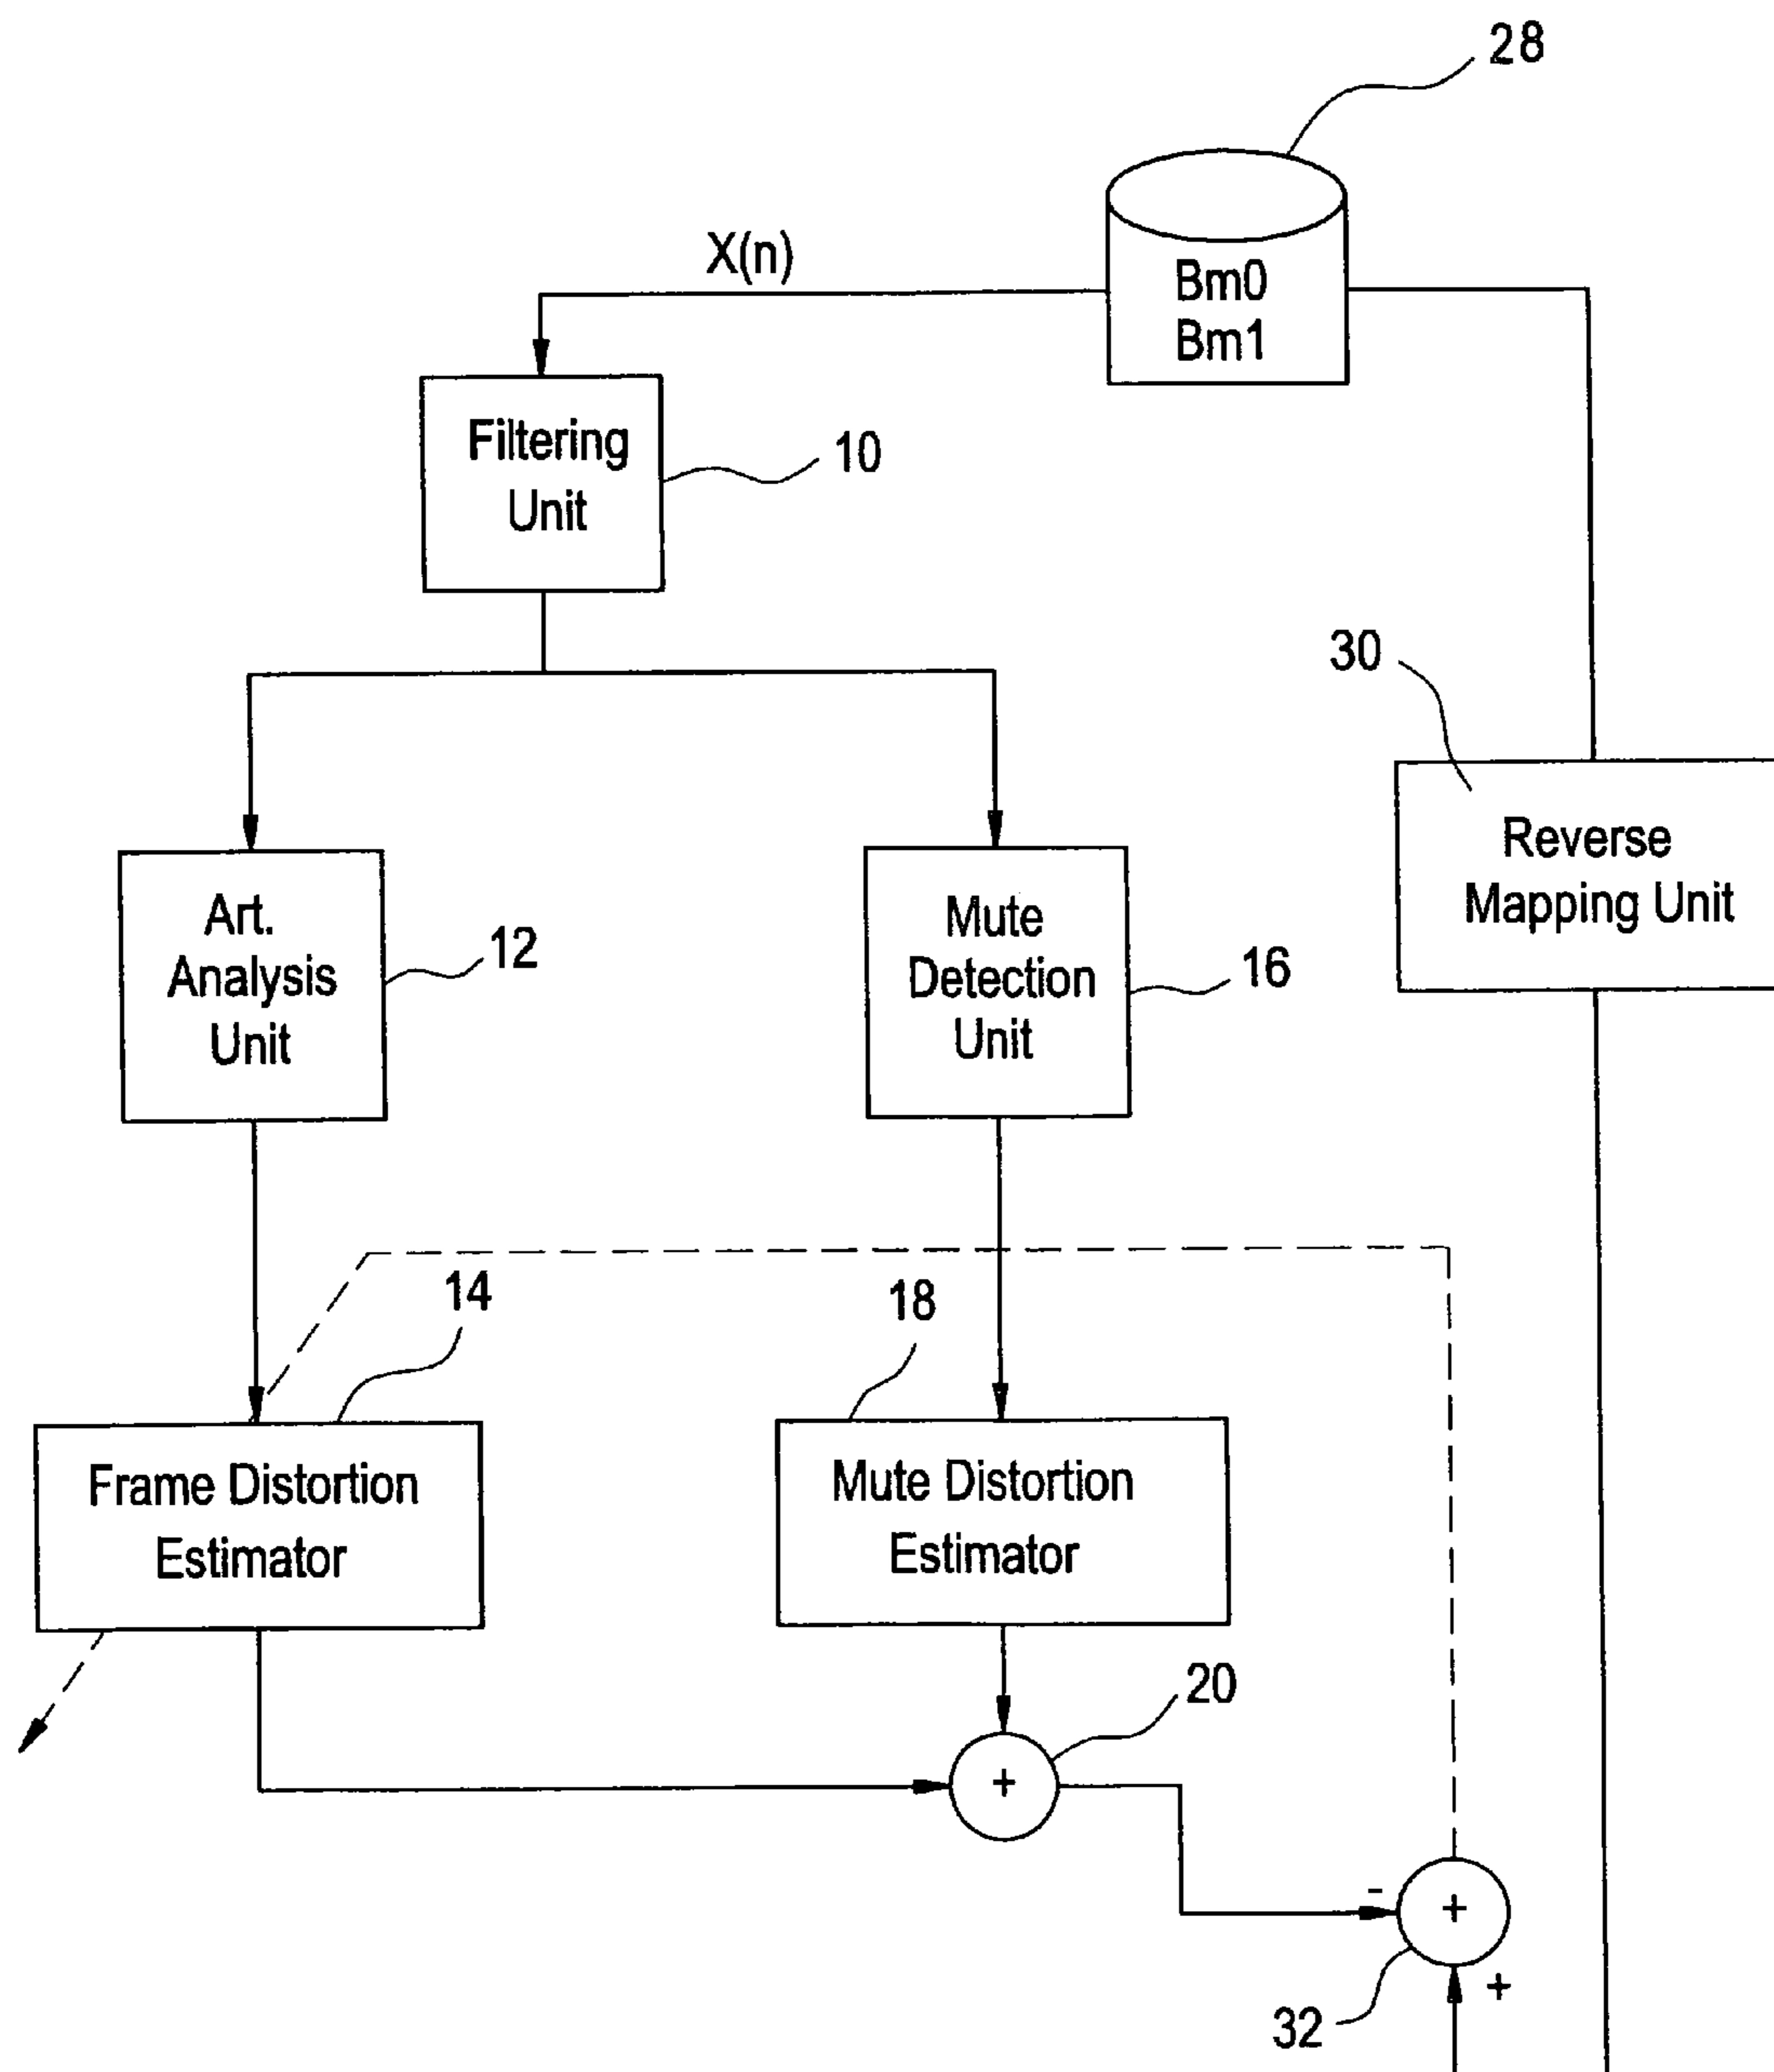 28
X(n)
Bm0
Bm1
Filtering
Unit
10
30
Reverse
Mapping Unit
Art.
Analysis
Unit
12
Mute
Detection
Unit
16
14
18
Frame Distortion
Estimator
Mute Distortion
Estimator
20
+
-
+
+
32